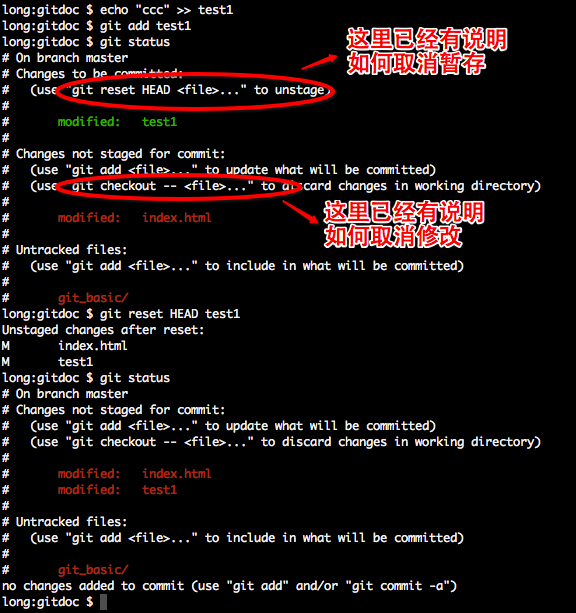 long:gitdoc $ echo "ccc" >> test1
long:gitdoc $ git add test1
long:gitdoc $ git status
# On branch master
# Changes to be committed:
#   (use "git reset HEAD <file>..." to unstage)
#
#       modified:   test1
#
# Changes not staged for commit:
#   (use "git add <file>..." to update what will be committed)
#   (use "git checkout -- <file>..." to discard changes in working directory)
#
#       modified:   index.html
#
# Untracked files:
#   (use "git add <file>..." to include in what will be committed)
#
#       git_basic/
long:gitdoc $ git reset HEAD test1
Unstaged changes after reset:
M       index.html
M       test1
long:gitdoc $ git status
# On branch master
# Changes not staged for commit:
#   (use "git add <file>..." to update what will be committed)
#   (use "git checkout -- <file>..." to discard changes in working directory)
#
#       modified:   index.html
#       modified:   test1
#
# Untracked files:
#   (use "git add <file>..." to include in what will be committed)
#
#       git_basic/
no changes added to commit (use "git add" and/or "git commit -a")
long:gitdoc $
这里已经有说明
如何取消暂存
这里已经有说明
如何取消修改